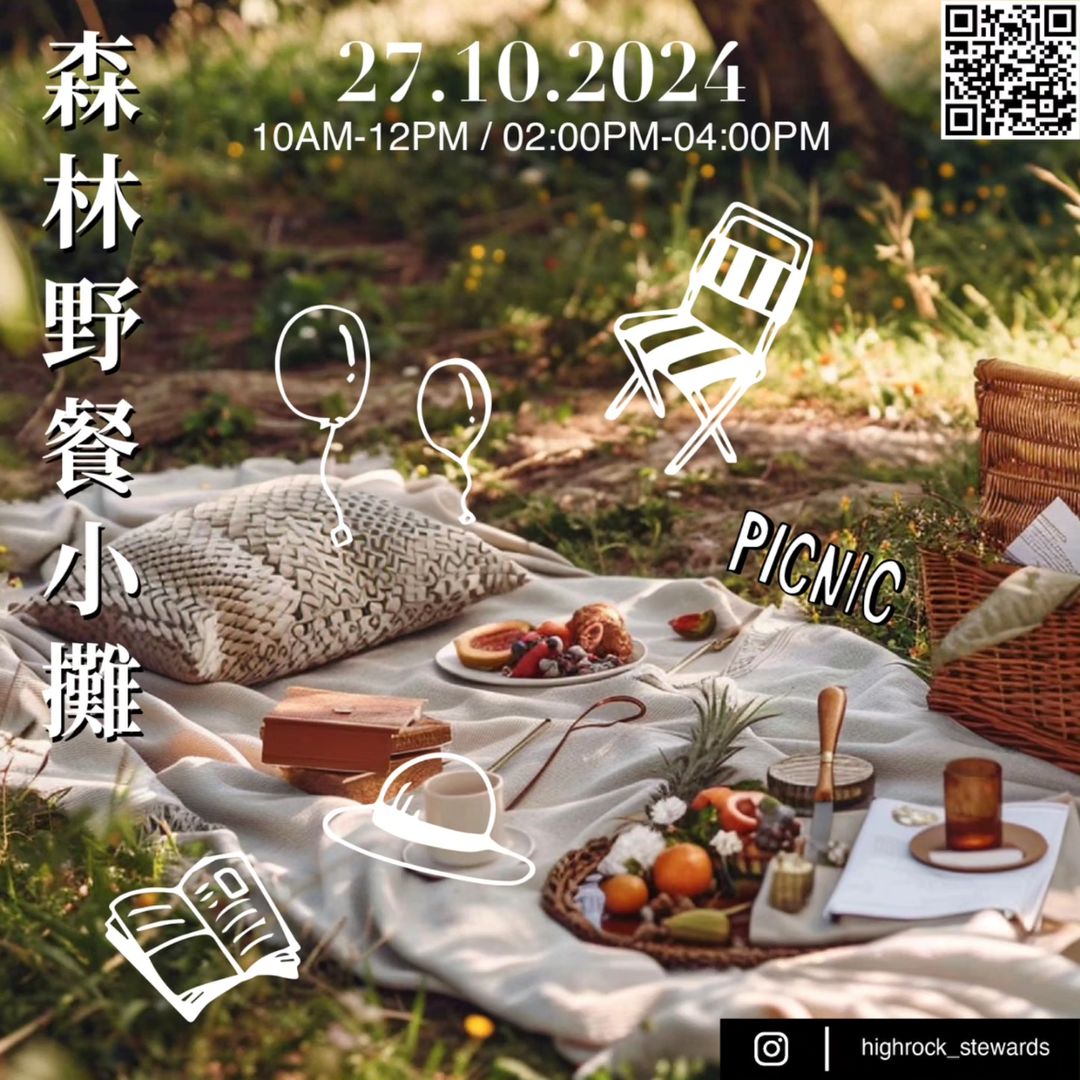 森林野餐小攤
27.10.2024
10AM-12PM / 02:00PM-04:00PM
PICNIC
highrock_stewards